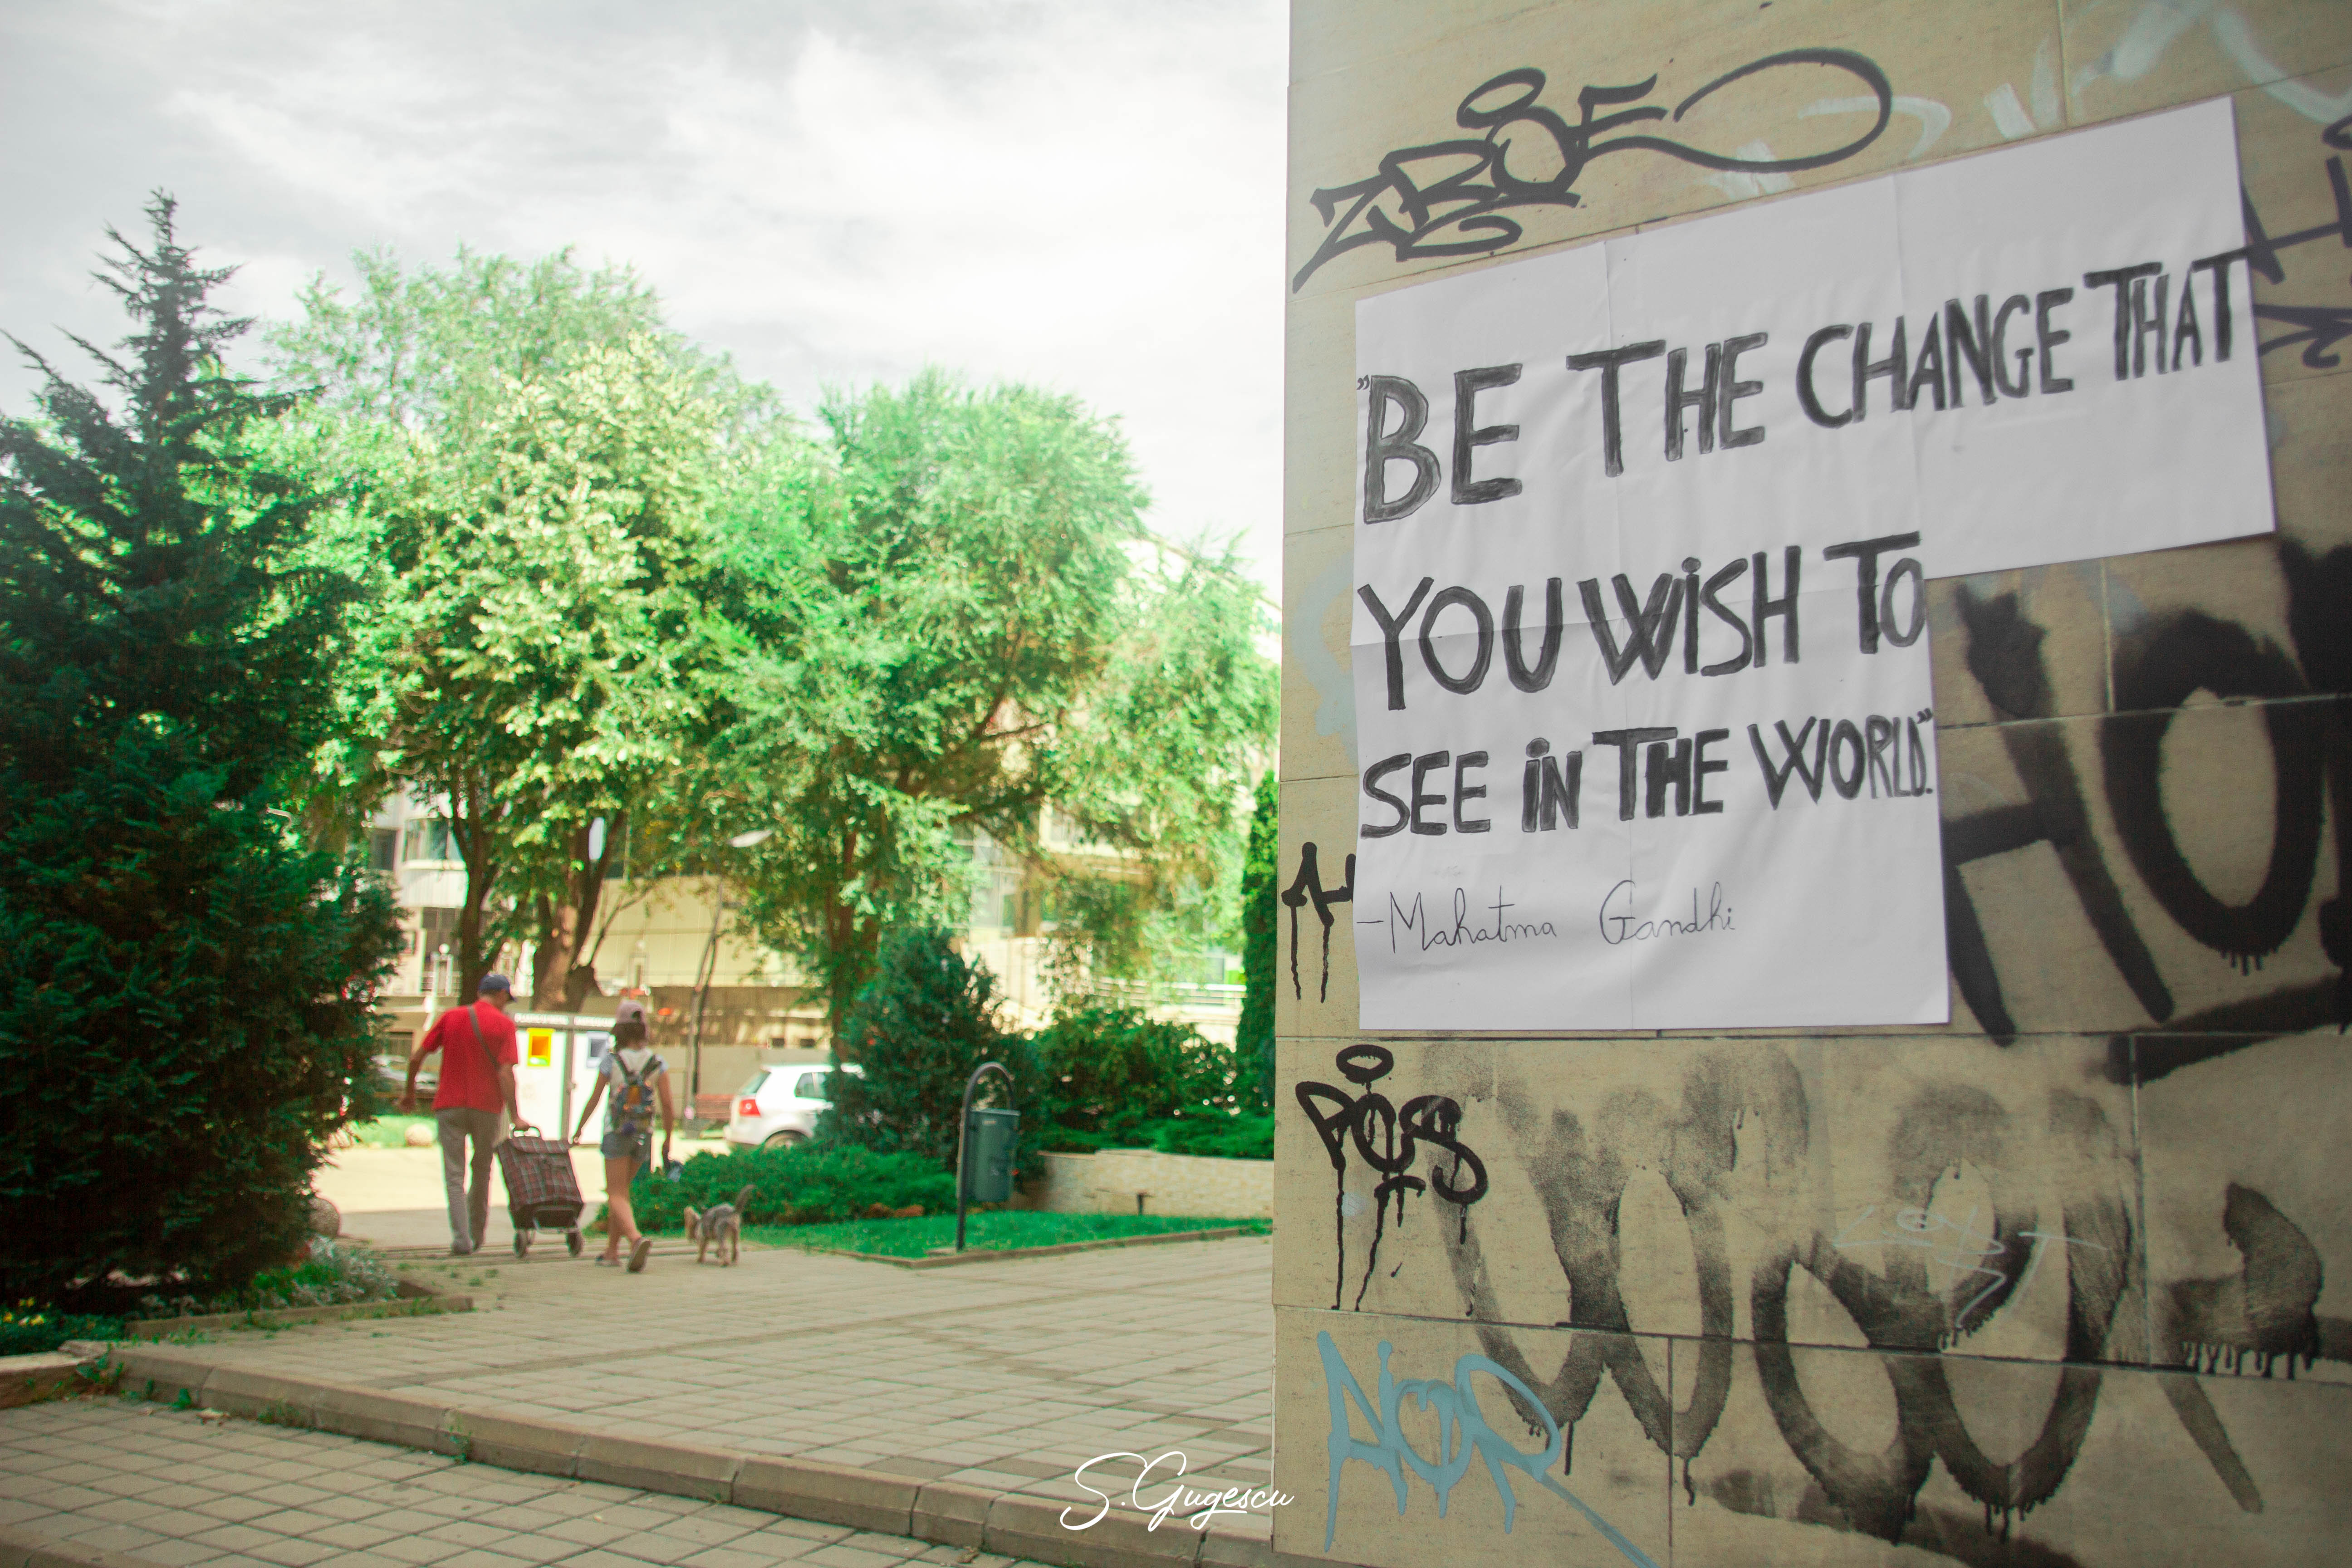 ZBOE
"BE THE CHANGE THAT
YOU WISH TO
SEE IN THE WORLD."
-Mahatma Gandhi
HO
POS
AOR
S.Gugescu